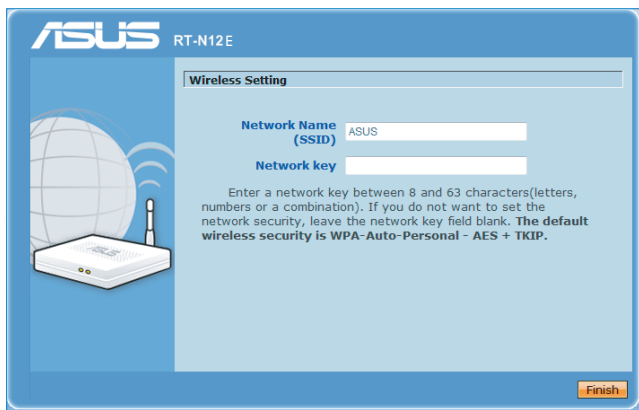 ASUS RT-N12E
Wireless Setting
Network Name
(SSID)
ASUS
Network key
Enter a network key between 8 and 63 characters(letters,
numbers or a combination). If you do not want to set the
network security, leave the network key field blank. The default
wireless security is WPA-Auto-Personal - AES + TKIP.
ASUS
Finish